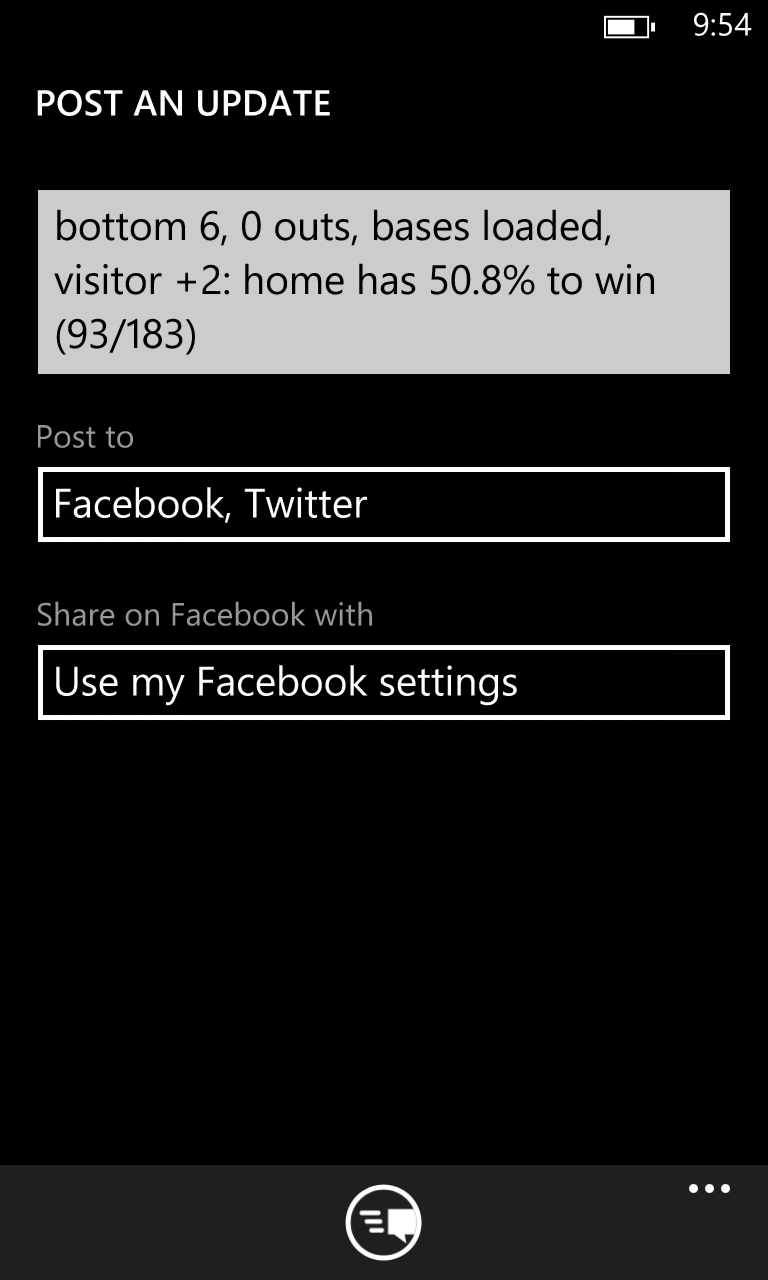 9:54
POST AN UPDATE
bottom 6, 0 outs, bases loaded,
visitor +2: home has 50.8% to win
(93/183)
Post to
Facebook, Twitter
Share on Facebook with
Use my Facebook settings